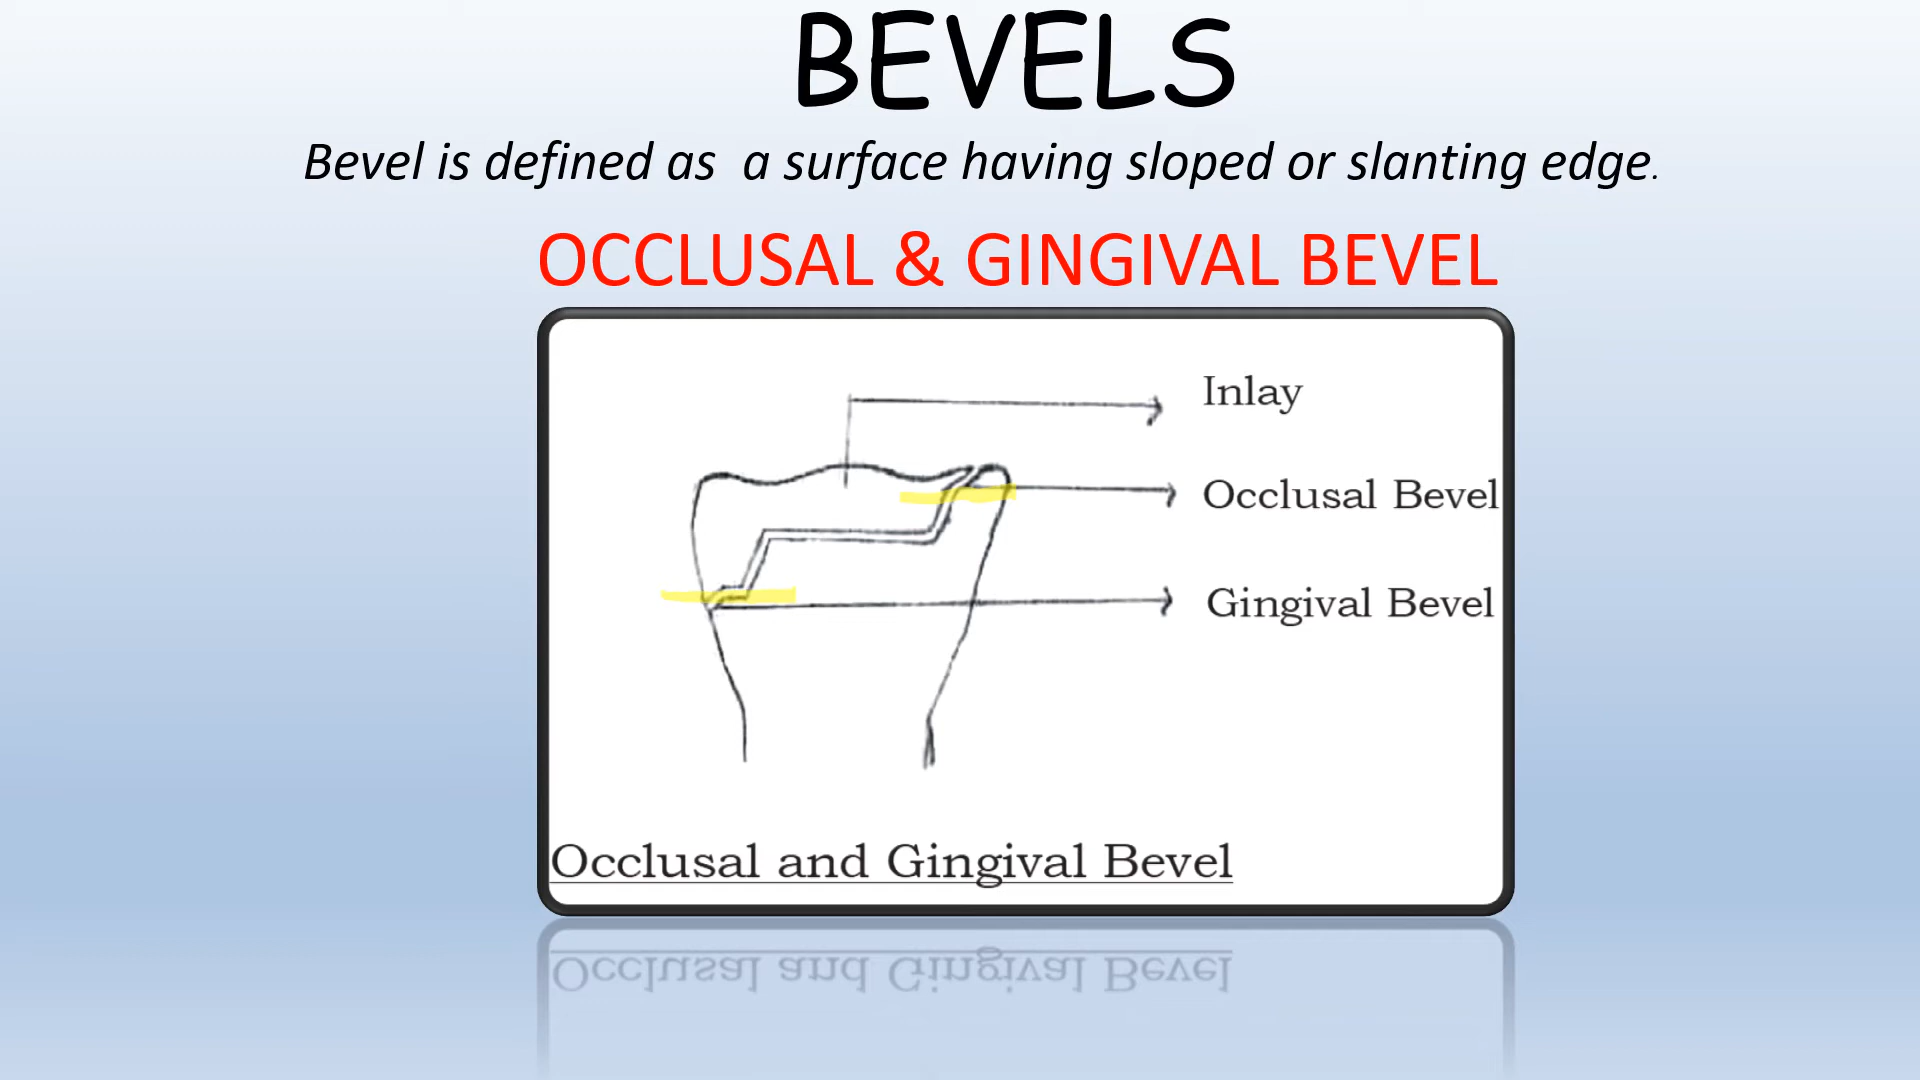 BEVELS
Bevel is defined as a surface having sloped or slanting edge.
OCCLUSAL & GINGIVAL BEVEL
Inlay
Occlusal Bevel
Gingival Bevel
Occlusal and Gingival Bevel